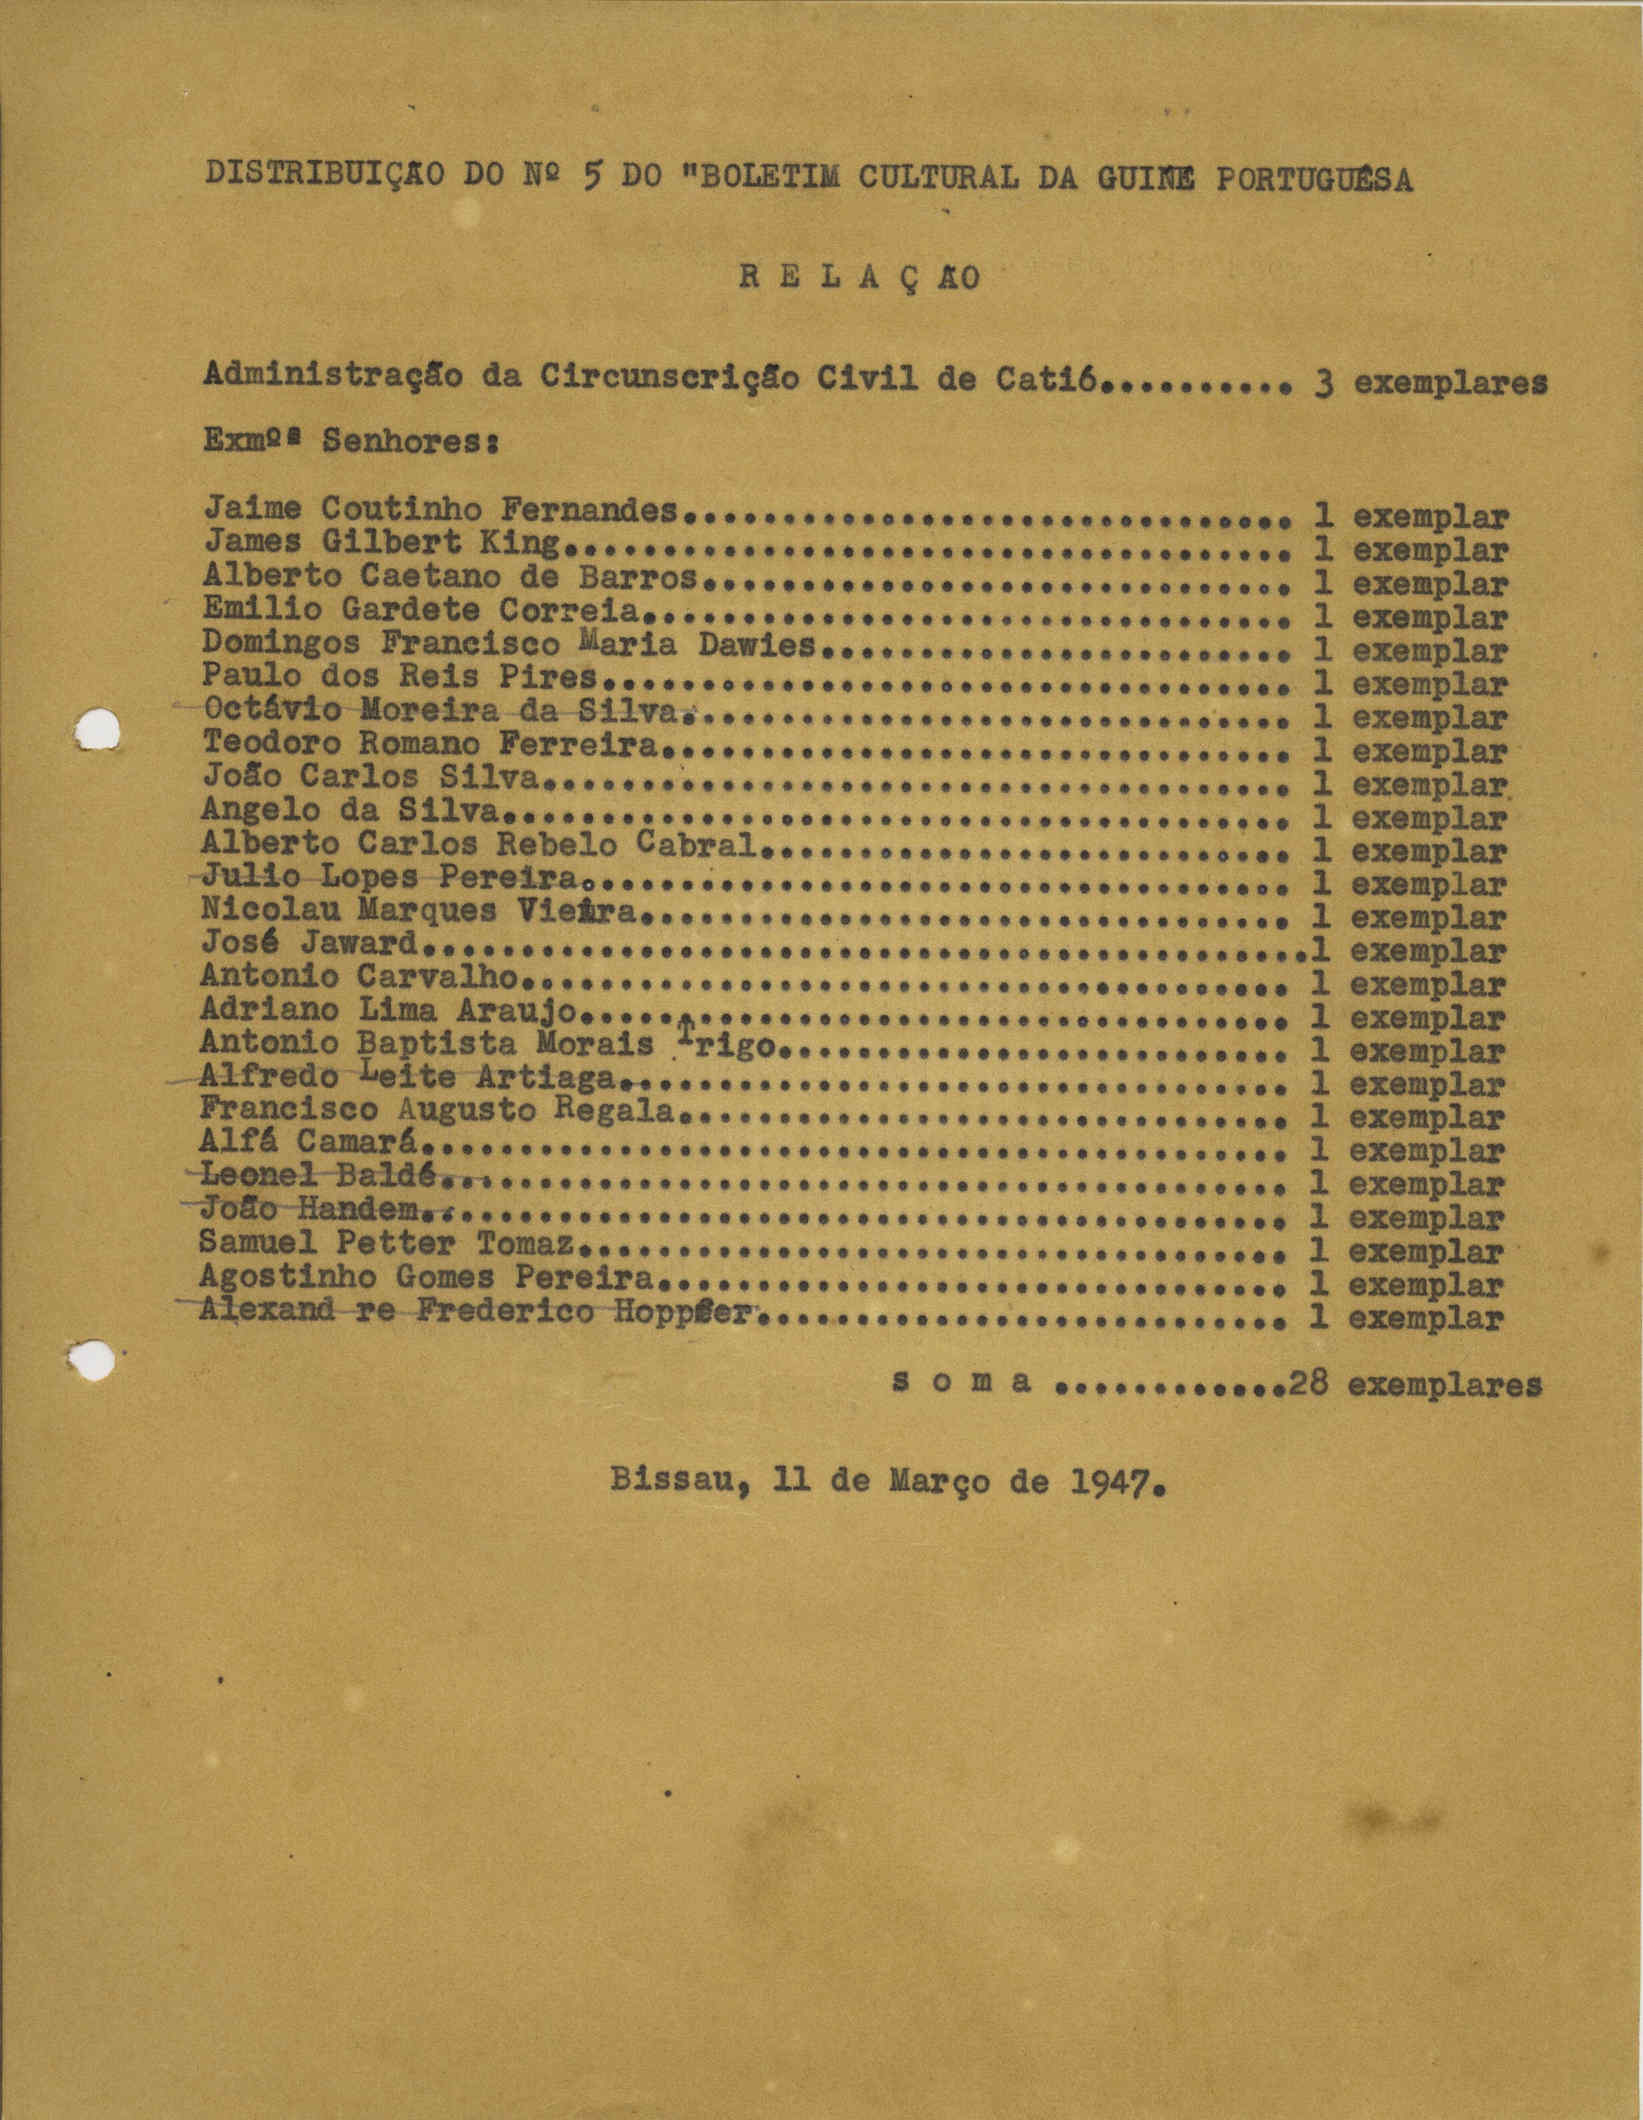 DISTRIBUIÇÃO DO Nº 5 DO "BOLETIM CULTURAL DA GUINÉ PORTUGUÊSA
R E L A Ç ÃO
Administração da Circunscrição Civil de Catió.......... 3 exemplares
Exmºs Senhores:
Jaime Coutinho Fernandes............................... 1 exemplar
James Gilbert King..................................... 1 exemplar
Alberto Caetano de Barros.............................. 1 exemplar
Emilio Gardete Correia................................. 1 exemplar
Domingos Francisco Maria Dawies........................ 1 exemplar
Paulo dos Reis Pires................................... 1 exemplar
Octávio Moreira da Silva............................... 1 exemplar
Teodoro Romano Ferreira................................ 1 exemplar
João Carlos Silva...................................... 1 exemplar
Angelo da Silva........................................ 1 exemplar
Alberto Carlos Rebelo Cabral........................... 1 exemplar
Julio Lopes Pereira.................................... 1 exemplar
Nicolau Marques Vieira................................. 1 exemplar
José Jaward.............................................1 exemplar
Antonio Carvalho....................................... 1 exemplar
Adriano Lima Araujo.................................... 1 exemplar
Antonio Baptista Morais Trigo.......................... 1 exemplar
Alfredo Leite Artiaga.................................. 1 exemplar
Francisco Augusto Regala............................... 1 exemplar
Alfá Camará............................................ 1 exemplar
Leonel Baldé........................................... 1 exemplar
João Handem............................................ 1 exemplar
Samuel Petter Tomaz.................................... 1 exemplar
Agostinho Gomes Pereira................................ 1 exemplar
Alexand re Frederico Hoppffer.......................... 1 exemplar
s o m a ............28 exemplares
Bissau, 11 de Março de 1947.